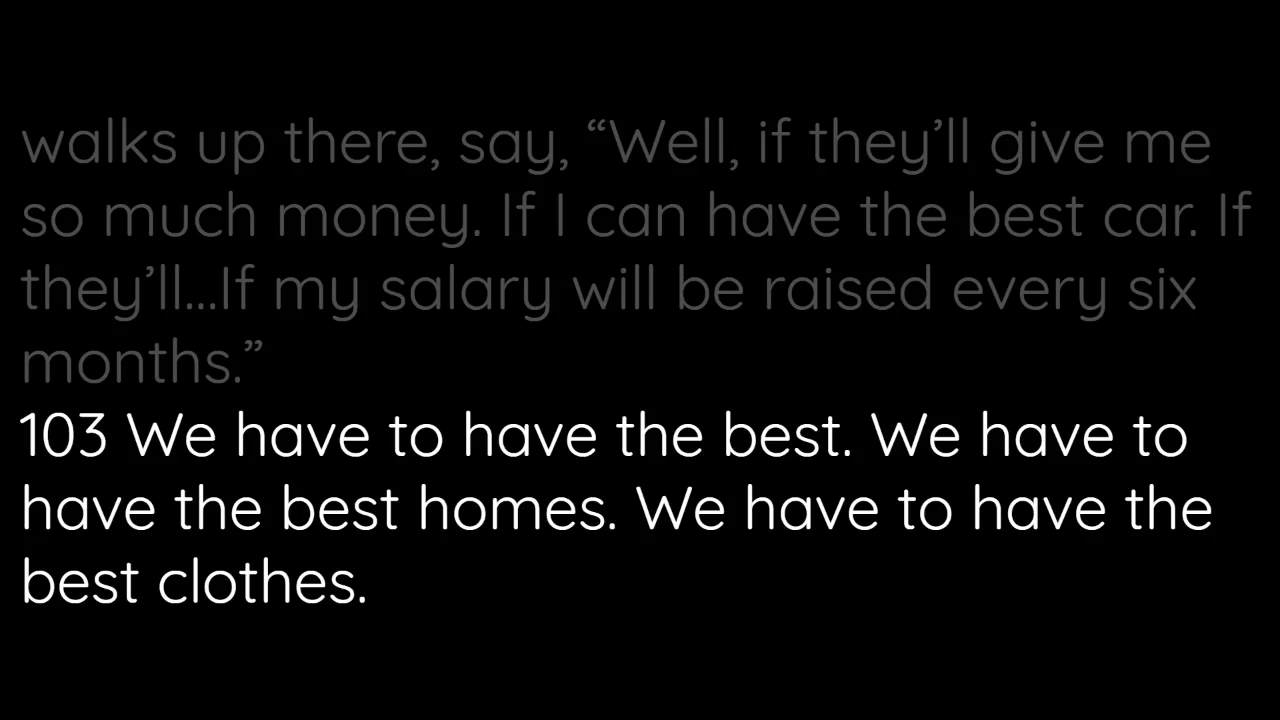 walks up there, say, “Well, if they’ll give me
so much money. If I can have the best car. If
they’ll...If my salary will be raised every six
months.”
103 We have to have the best. We have to
have the best homes. We have to have the
best clothes.